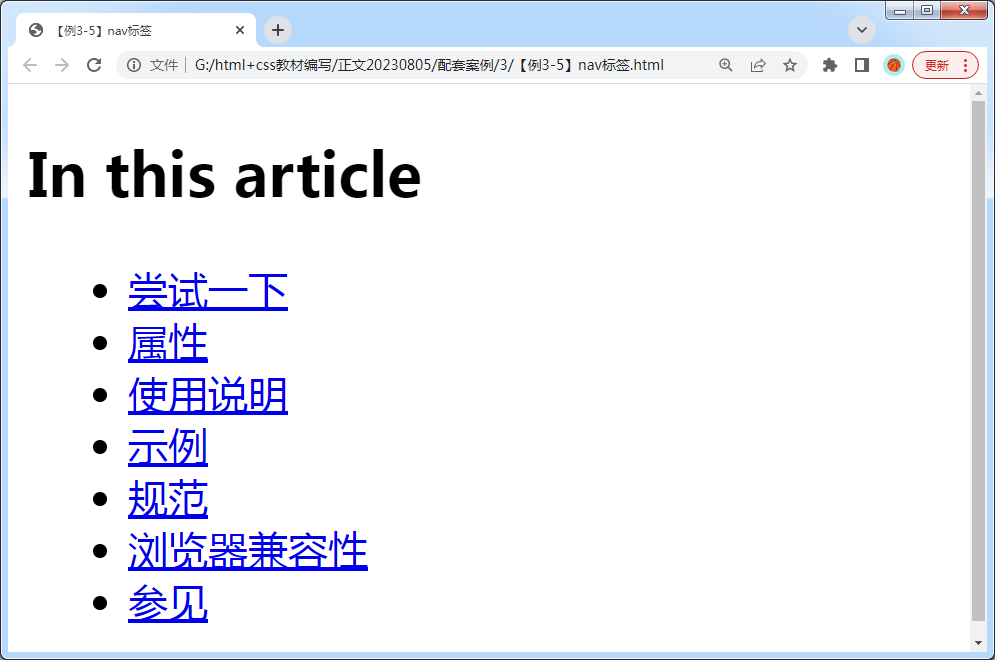 【例3-5】nav标签
文件 G:/html+css教材编写/正文20230805/配套案例/3/【例3-5】nav标签.html 更新
In this article
尝试一下
属性
使用说明
示例
规范
浏览器兼容性
参见